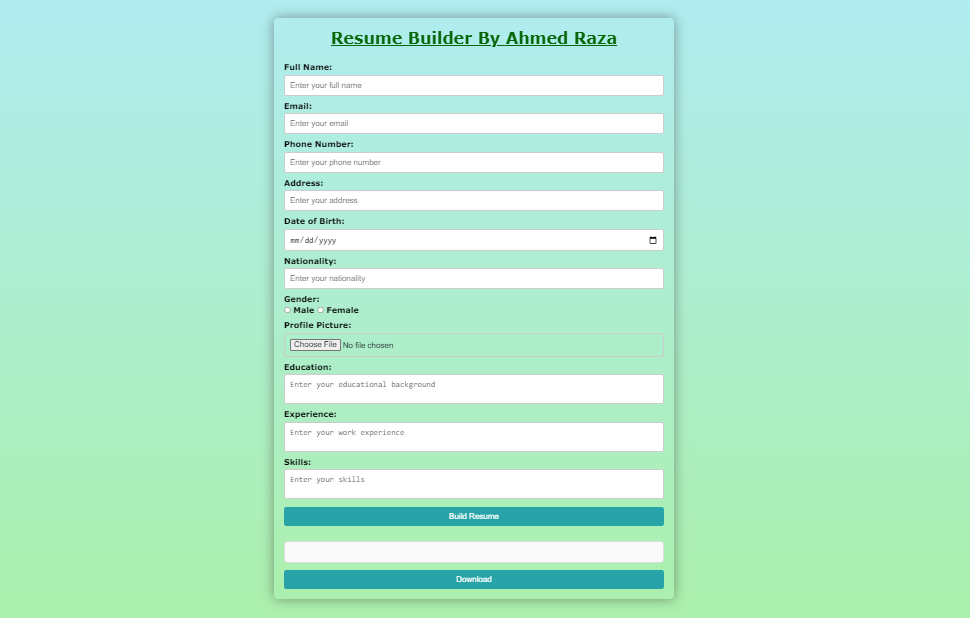 Resume Builder By Ahmed Raza
Full Name:
Enter your full name
Email:
Enter your email
Phone Number:
Enter your phone number
Address:
Enter your address
Date of Birth:
mm/dd/yyyy
Nationality:
Enter your nationality
Gender:
Male Female
Profile Picture:
Choose File No file chosen
Education:
Enter your educational background
Experience:
Enter your work experience
Skills:
Enter your skills
Build Resume
Download